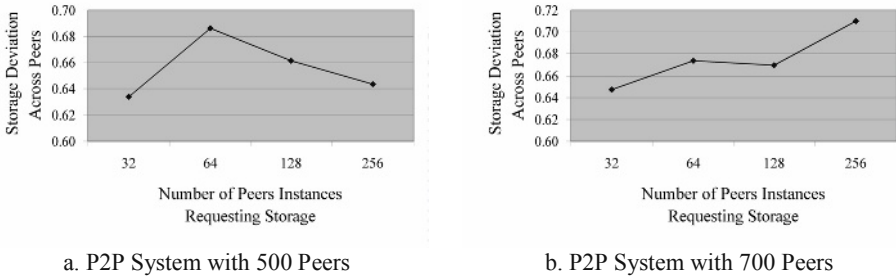 Storage Deviation
Across Peers
0.70
0.68
0.66
0.64
0.62
0.60
32 64 128 256
Number of Peers Instances
Requesting Storage
a. P2P System with 500 Peers
Storage Deviation
Across Peers
0.72
0.70
0.68
0.66
0.64
0.62
0.60
32 64 128 256
Number of Peers Instances
Requesting Storage
b. P2P System with 700 Peers